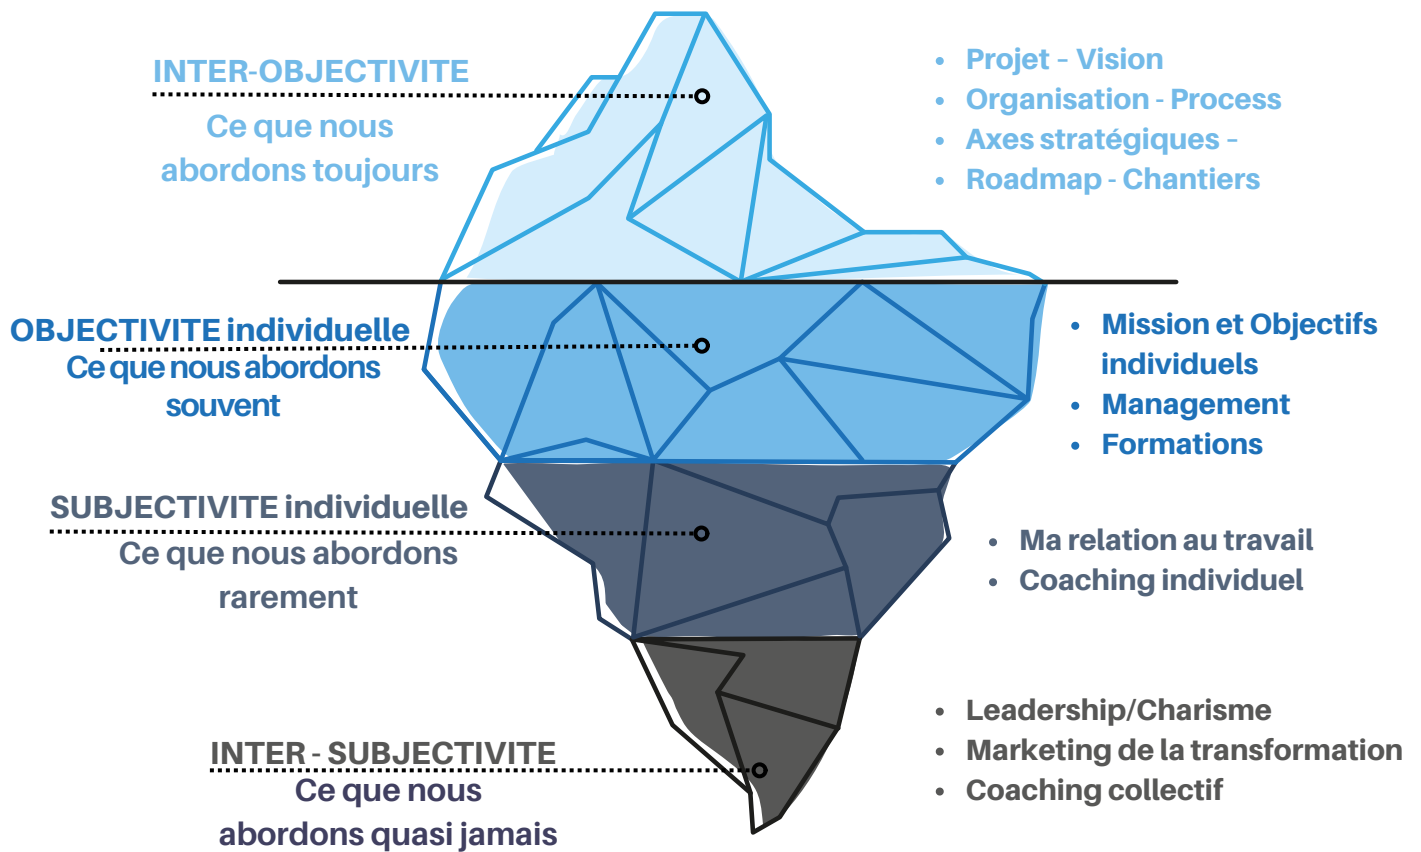 INTER-OBJECTIVITE
Ce que nous
abordons toujours
• Projet – Vision
• Organisation - Process
• Axes stratégiques –
• Roadmap - Chantiers
OBJECTIVITE individuelle
Ce que nous abordons
souvent
• Mission et Objectifs
individuels
• Management
• Formations
SUBJECTIVITE individuelle
Ce que nous abordons
rarement
• Ma relation au travail
• Coaching individuel
INTER - SUBJECTIVITE
Ce que nous
abordons quasi jamais
• Leadership/Charisme
• Marketing de la transformation
• Coaching collectif